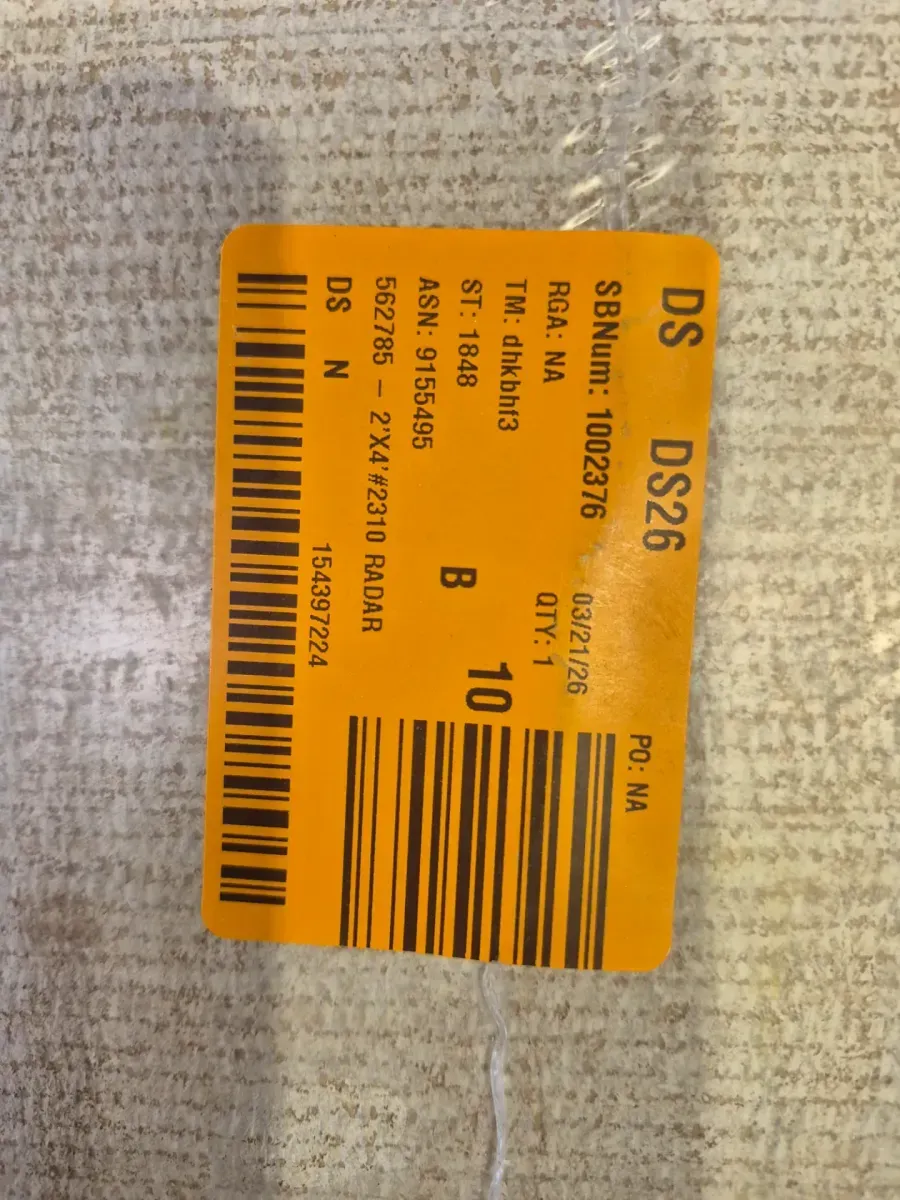 DS DS26
PO: NA
SBNum: 1002376 03/21/26
RGA: NA QTY: 1
TM: dhkbhf3
ST: 1848 B 10
ASN: 9155495
562785 – 2'X4'#2310 RADAR
DS N 154397224